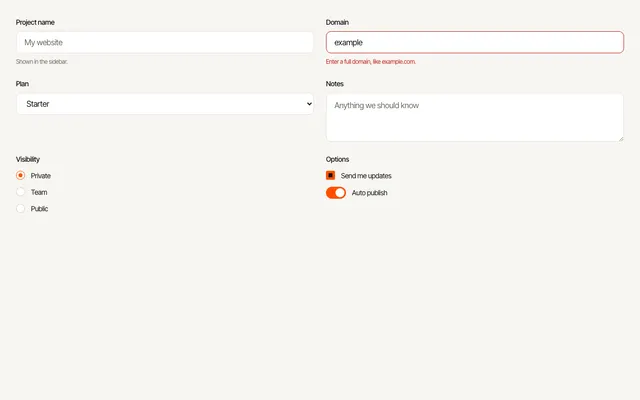 Project name
Domain
My website
example
Shown in the sidebar.
Enter a full domain, like example.com.
Plan
Notes
Starter
Anything we should know
Visibility
Options
Private
Send me updates
Team
Auto publish
Public